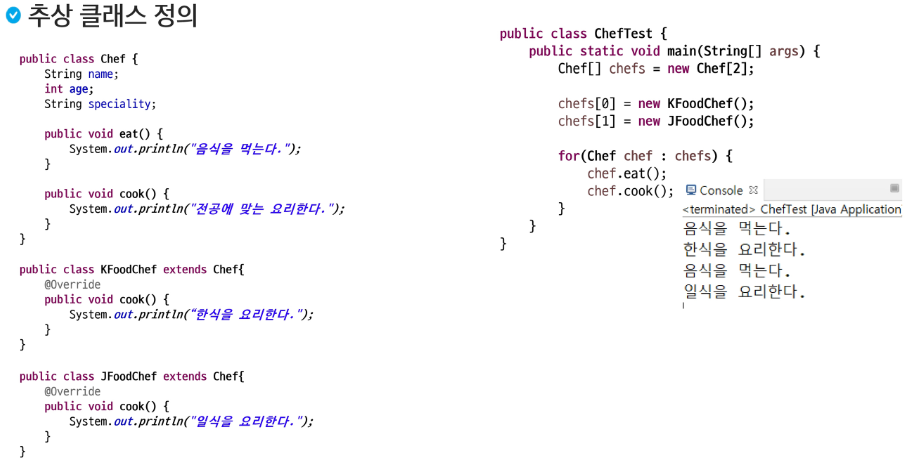 추상 클래스 정의
public class Chef {
String name;
int age;
String speciality;
public void eat() {
System.out.println("음식을 먹는다.");
}
public void cook() {
System.out.println("전공에 맞는 요리한다.");
}
}
public class KFoodChef extends Chef{
@Override
public void cook() {
System.out.println(“한식을 요리한다.");
}
}
public class JFoodChef extends Chef{
@Override
public void cook() {
System.out.println("일식을 요리한다.");
}
}
public class ChefTest {
public static void main(String[] args) {
Chef[] chefs = new Chef[2];
chefs[0] = new KFoodChef();
chefs[1] = new JFoodChef();
for(Chef chef : chefs) {
chef.eat();
chef.cook();
}
}
}
Console
<terminated> ChefTest [Java Application]
음식을 먹는다.
한식을 요리한다.
음식을 먹는다.
일식을 요리한다.